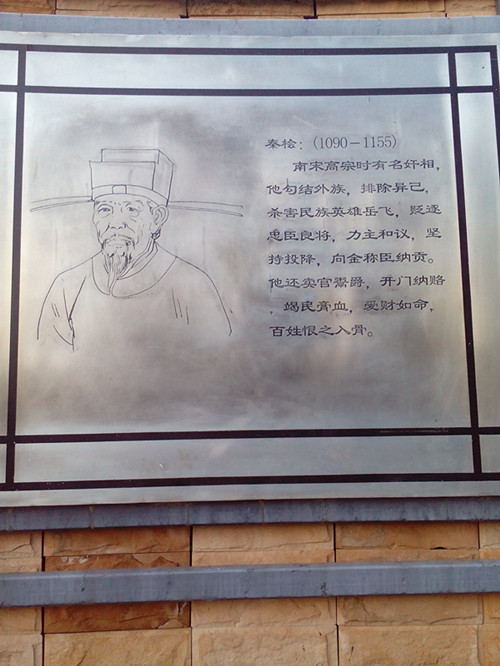 秦桧：(1090－1155)
南宋高宗时有名奸相，
他勾结外族，排除异己，
杀害民族英雄岳飞，贬逐
忠臣良将，力主和议，坚
持投降，向金称臣纳贡。
他还卖官鬻爵，开门纳赂
，竭民膏血，爱财如命，
百姓恨之入骨。